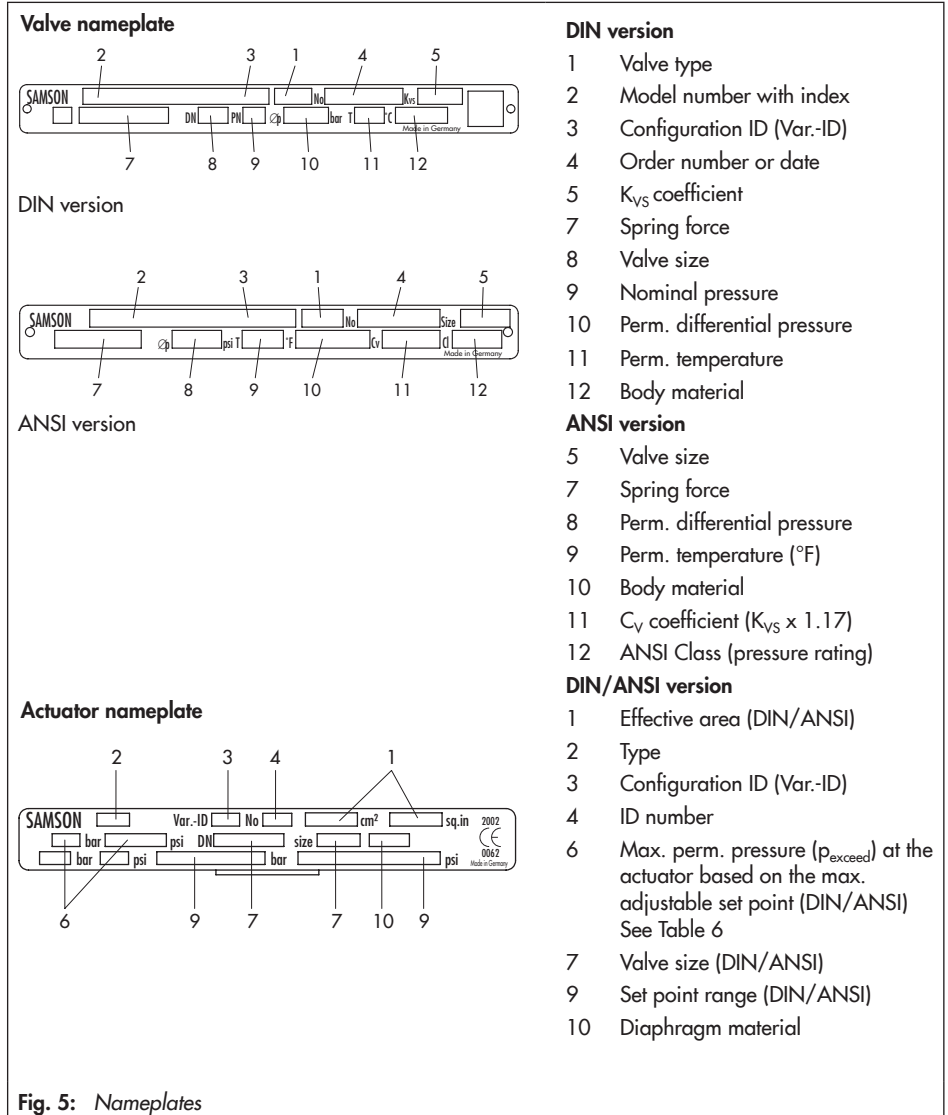 Valve nameplate
2 3 1 4 5
SAMSON No Kvs
DN PN Øp bar T °C
Made in Germany
7 8 9 10 11 12
DIN version
2 3 1 4 5
SAMSON No Size
Øp psi T °F Cv Cl
Made in Germany
7 8 9 10 11 12
ANSI version
Actuator nameplate
2 3 4 1
SAMSON Var.-ID No cm² sq.in 2002
bar psi DN size CE
bar psi bar psi 0062
Made in Germany
6 9 7 7 10 9
DIN version
1 Valve type
2 Model number with index
3 Configuration ID (Var.-ID)
4 Order number or date
5 KVS coefficient
7 Spring force
8 Valve size
9 Nominal pressure
10 Perm. differential pressure
11 Perm. temperature
12 Body material
ANSI version
5 Valve size
7 Spring force
8 Perm. differential pressure
9 Perm. temperature (°F)
10 Body material
11 CV coefficient (KVS x 1.17)
12 ANSI Class (pressure rating)
DIN/ANSI version
1 Effective area (DIN/ANSI)
2 Type
3 Configuration ID (Var.-ID)
4 ID number
6 Max. perm. pressure (pexceed) at the
actuator based on the max.
adjustable set point (DIN/ANSI)
See Table 6
7 Valve size (DIN/ANSI)
9 Set point range (DIN/ANSI)
10 Diaphragm material
Fig. 5: Nameplates